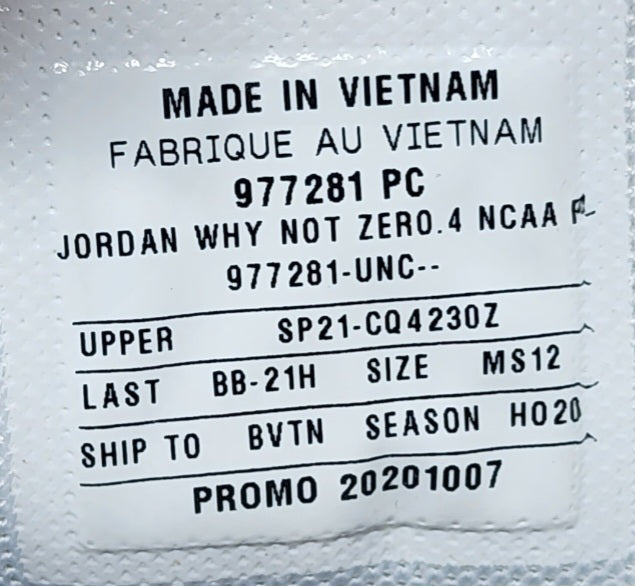 MADE IN VIETNAM
FABRIQUE AU VIETNAM
977281 PC
JORDAN WHY NOT ZERO.4 NCAA
977281-UNC--
UPPER SP21-CQ4230Z
LAST BB-21H SIZE MS12
SHIP TO BVTN SEASON HO20
PROMO 20201007